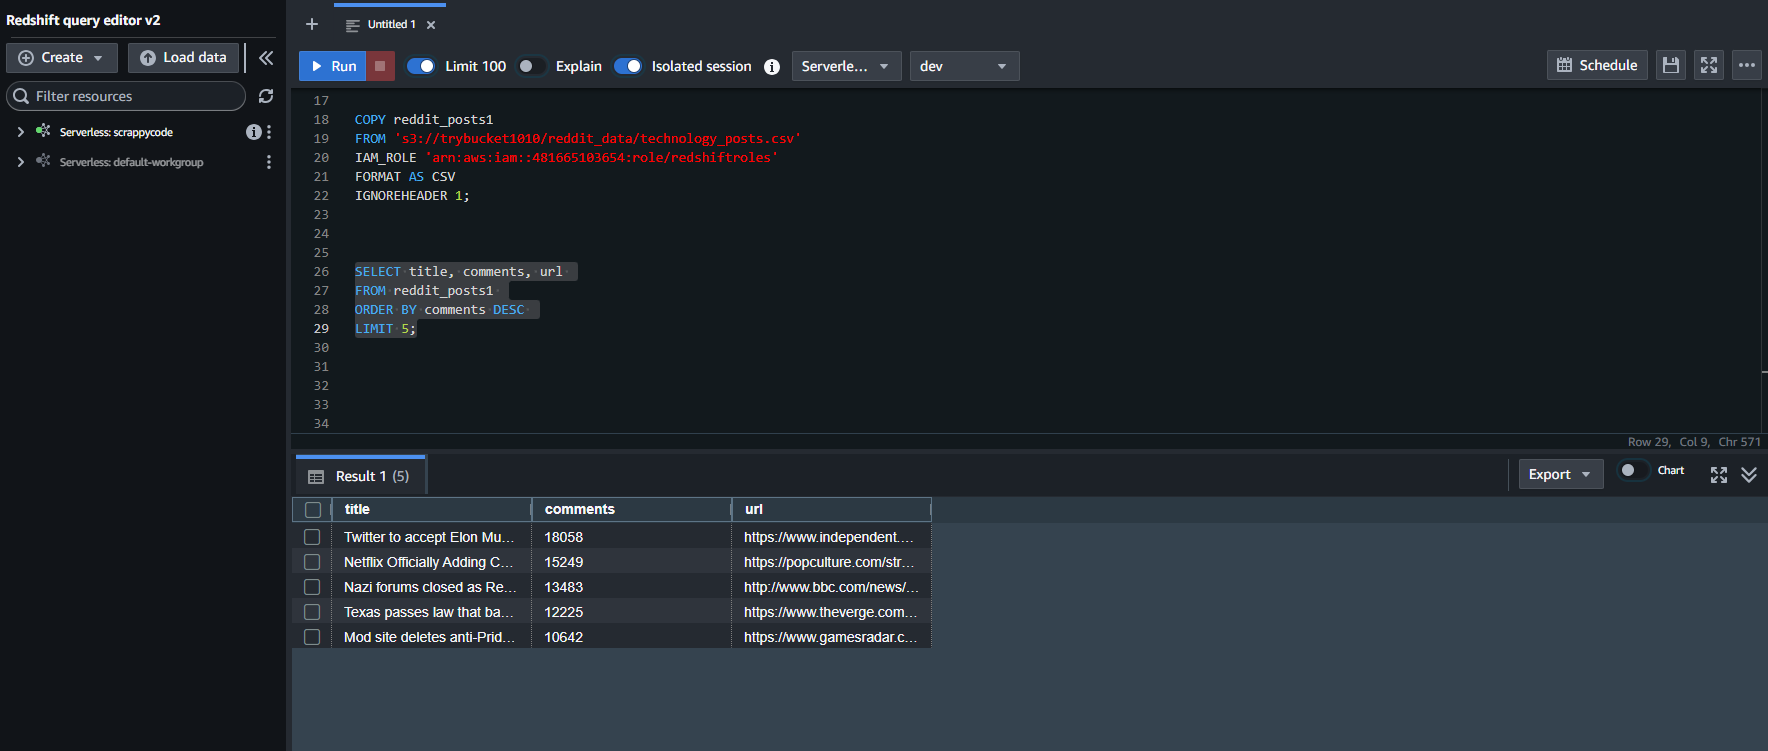 Redshift query editor v2
Create
Load data
Filter resources
Serverless: scrappycode
Serverless: default-workgroup
Untitled 1
Run
Limit 100
Explain
Isolated session
Serverle...
dev
Schedule
17
18 COPY reddit_posts1
19 FROM 's3://trybucket1010/reddit_data/technology_posts.csv'
20 IAM_ROLE 'arn:aws:iam::481665103654:role/redshiftroles'
21 FORMAT AS CSV
22 IGNOREHEADER 1;
23
24
25
26 SELECT title, comments, url
27 FROM reddit_posts1
28 ORDER BY comments DESC
29 LIMIT 5;
30
31
32
33
34
Row 29, Col 9, Chr 571
Result 1 (5)
Export
Chart
title comments url
Twitter to accept Elon Mu... 18058 https://www.independent....
Netflix Officially Adding C... 15249 https://popculture.com/str...
Nazi forums closed as Re... 13483 http://www.bbc.com/news/...
Texas passes law that ba... 12225 https://www.theverge.com...
Mod site deletes anti-Prid... 10642 https://www.gamesradar.c...